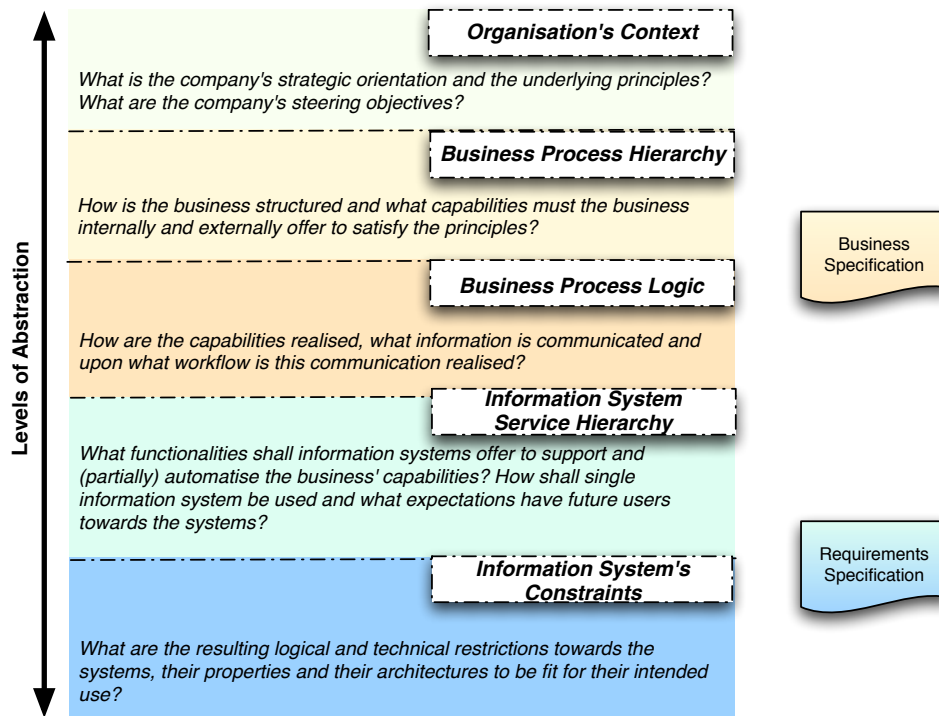 Levels of Abstraction
Organisation's Context
What is the company's strategic orientation and the underlying principles?
What are the company's steering objectives?
Business Process Hierarchy
How is the business structured and what capabilities must the business
internally and externally offer to satisfy the principles?
Business Process Logic
How are the capabilities realised, what information is communicated and
upon what workflow is this communication realised?
Information System
Service Hierarchy
What functionalities shall information systems offer to support and
(partially) automatise the business' capabilities? How shall single
information system be used and what expectations have future users
towards the systems?
Information System's
Constraints
What are the resulting logical and technical restrictions towards the
systems, their properties and their architectures to be fit for their intended
use?
Business
Specification
Requirements
Specification